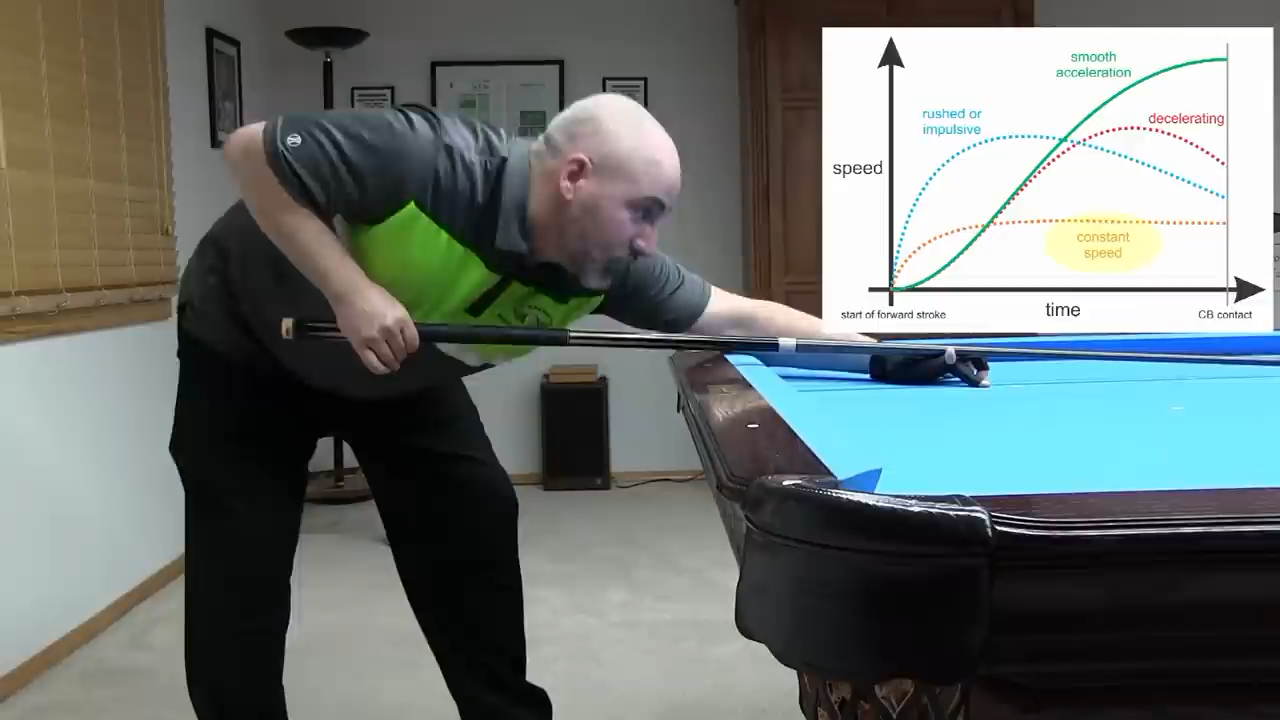 smooth
acceleration
rushed or
impulsive
decelerating
speed
constant
speed
start of forward stroke
time
CB contact